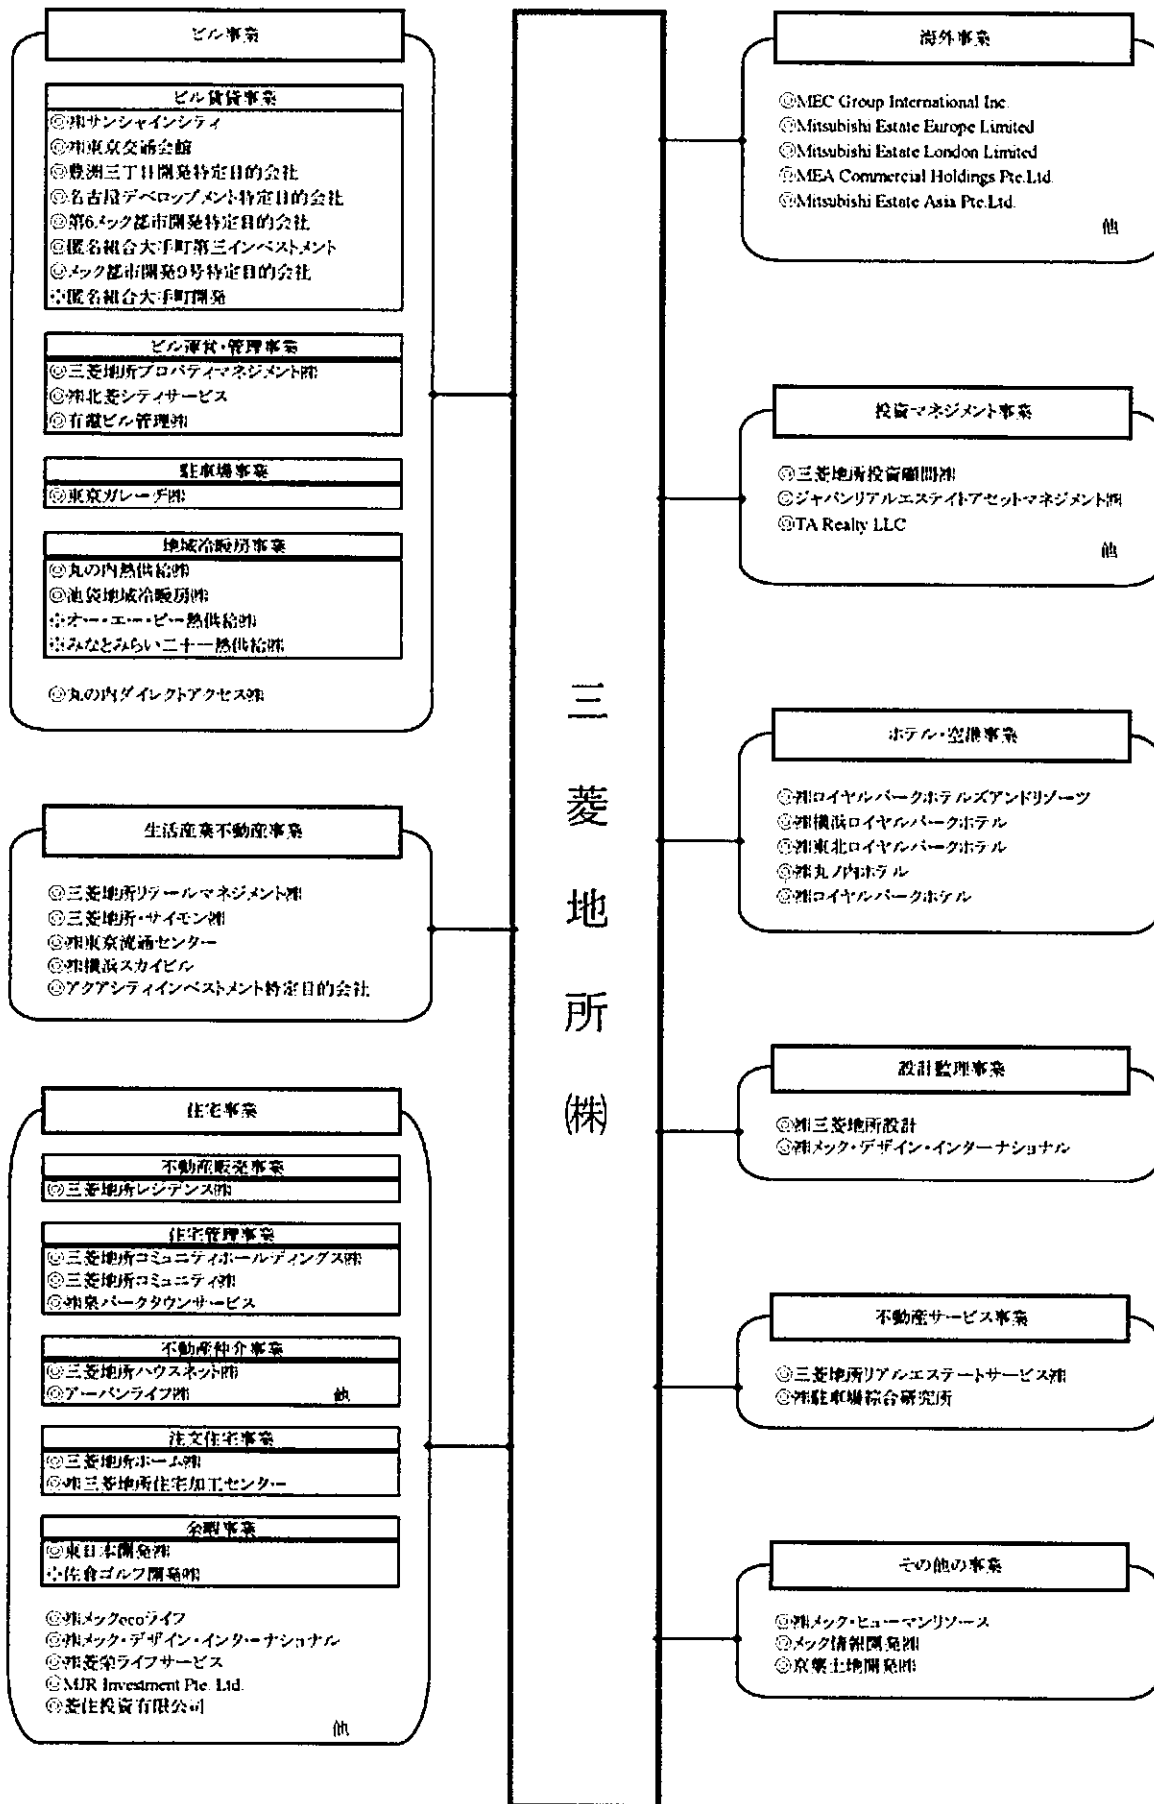 ビル事業
ビル賃貸事業
◎㈱サンシャインシティ
◎㈱東京交通会館
◎豊洲三丁目開発特定目的会社
◎名古屋デベロップメント特定目的会社
◎第6メック都市開発特定目的会社
◎匿名組合大手町第三インベストメント
◎メック都市開発9号特定目的会社
※匿名組合大手町開発
ビル運営・管理事業
◎三菱地所プロパティマネジメント㈱
◎㈱北菱シティサービス
◎有電ビル管理㈱
駐車場事業
◎東京ガレーヂ㈱
地域冷暖房事業
◎丸の内熱供給㈱
◎池袋地域冷暖房㈱
※オー・エー・ピー熱供給㈱
※みなとみらい二十一熱供給㈱
◎丸の内ダイレクトアクセス㈱
生活産業不動産事業
◎三菱地所リテールマネジメント㈱
◎三菱地所・サイモン㈱
◎㈱東京流通センター
◎㈱横浜スカイビル
◎アクアシティインベストメント特定目的会社
住宅事業
不動産販売事業
◎三菱地所レジデンス㈱
住宅管理事業
◎三菱地所コミュニティホールディングス㈱
◎三菱地所コミュニティ㈱
◎㈱泉パークタウンサービス
不動産仲介事業
◎三菱地所ハウスネット㈱
◎アーバンライフ㈱ 他
注文住宅事業
◎三菱地所ホーム㈱
◎㈱三菱地所住宅加工センター
余暇事業
◎東日本開発㈱
※佐倉ゴルフ開発㈱
◎㈱メックecoライフ
◎㈱メック・デザイン・インターナショナル
◎㈱菱栄ライフサービス
◎MJR Investment Pte. Ltd.
◎菱住投資有限公司
他
三菱地所㈱
海外事業
◎MEC Group International Inc.
◎Mitsubishi Estate Europe Limited
◎Mitsubishi Estate London Limited
◎MEA Commercial Holdings Pte.Ltd.
◎Mitsubishi Estate Asia Pte.Ltd.
他
投資マネジメント事業
◎三菱地所投資顧問㈱
◎ジャパンリアルエステイトアセットマネジメント㈱
◎TA Realty LLC
他
ホテル・空港事業
◎㈱ロイヤルパークホテルズアンドリゾーツ
◎㈱横浜ロイヤルパークホテル
◎㈱東北ロイヤルパークホテル
◎㈱丸ノ内ホテル
◎㈱ロイヤルパークホテル
設計監理事業
◎㈱三菱地所設計
◎㈱メック・デザイン・インターナショナル
不動産サービス事業
◎三菱地所リアルエステートサービス㈱
◎㈱駐車場綜合研究所
その他の事業
◎㈱メック・ヒューマンリソース
◎メック情報開発㈱
◎京葉土地開発㈱